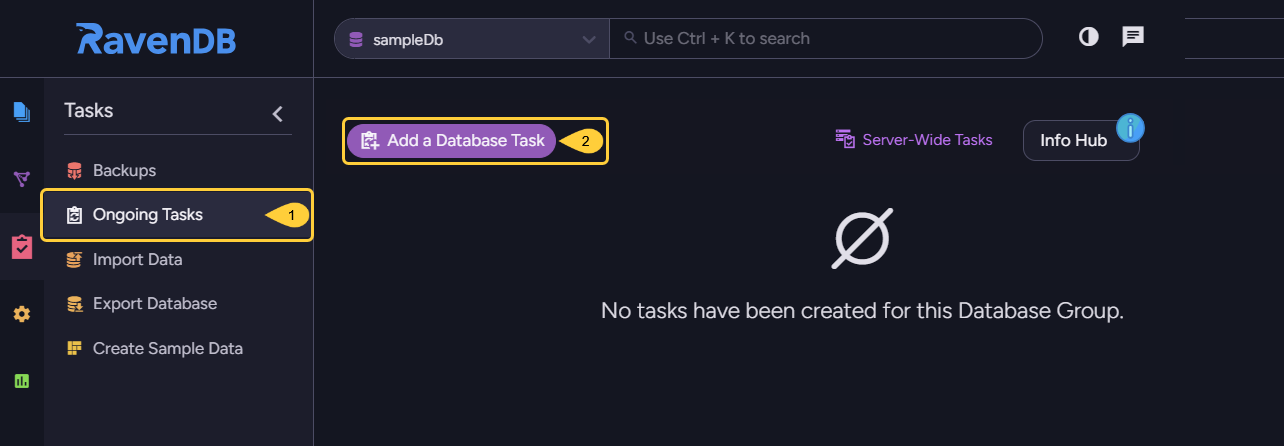 RavenDB
sampleDb
Use Ctrl + K to search
Tasks
Backups
Ongoing Tasks
1
Import Data
Export Database
Create Sample Data
Add a Database Task
2
Server-Wide Tasks
Info Hub
i
No tasks have been created for this Database Group.